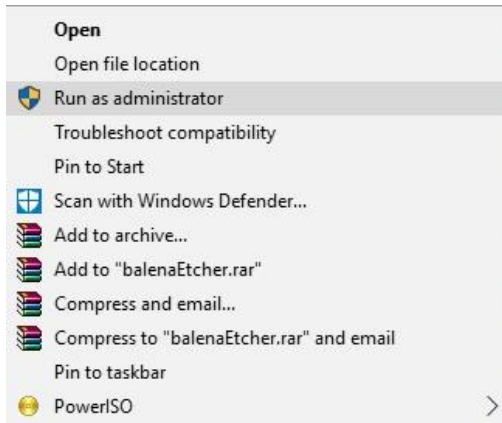 Open
Open file location
Run as administrator
Troubleshoot compatibility
Pin to Start
Scan with Windows Defender...
Add to archive...
Add to "balenaEtcher.rar"
Compress and email...
Compress to "balenaEtcher.rar" and email
Pin to taskbar
PowerISO